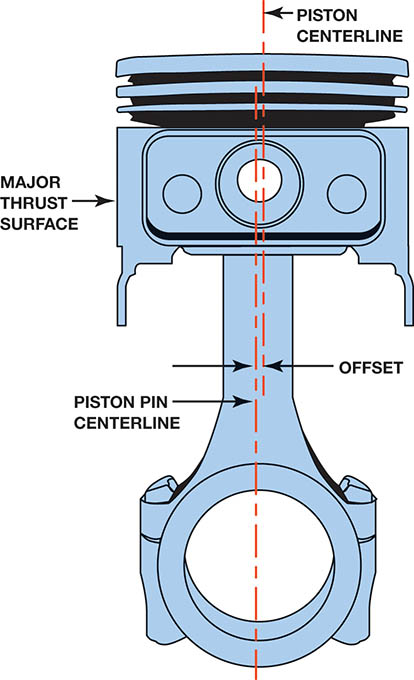 PISTON
CENTERLINE
MAJOR
THRUST
SURFACE
OFFSET
PISTON PIN
CENTERLINE